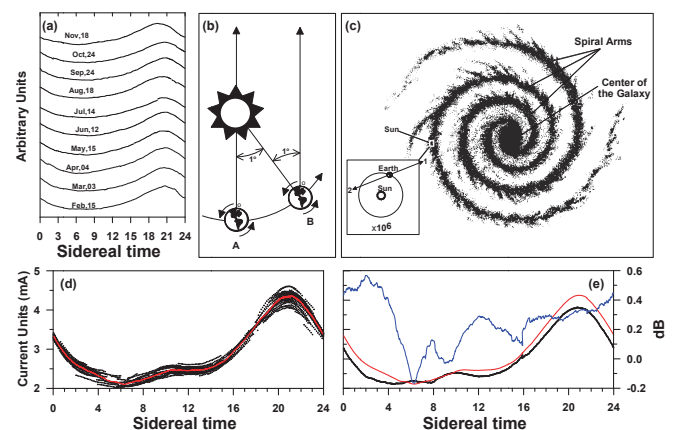 (a)
Nov,18
Oct,24
Sep,24
Aug,18
Jul,14
Jun,12
May,15
Apr,04
Mar,03
Feb,15
Arbitrary Units
0 3 6 9 12 15 18 21 24
Sidereal time
(b)
1° 1°
A
B
(c)
Spiral Arms
Center of
the Galaxy
Sun
1
Earth
2
Sun
x10⁶
(d)
5
4
3
2
Current Units (mA)
0 4 8 12 16 20 24
Sidereal time
(e)
0.6
0.4
0.2
0.0
-0.2
dB
0 4 8 12 16 20 24
Sidereal time